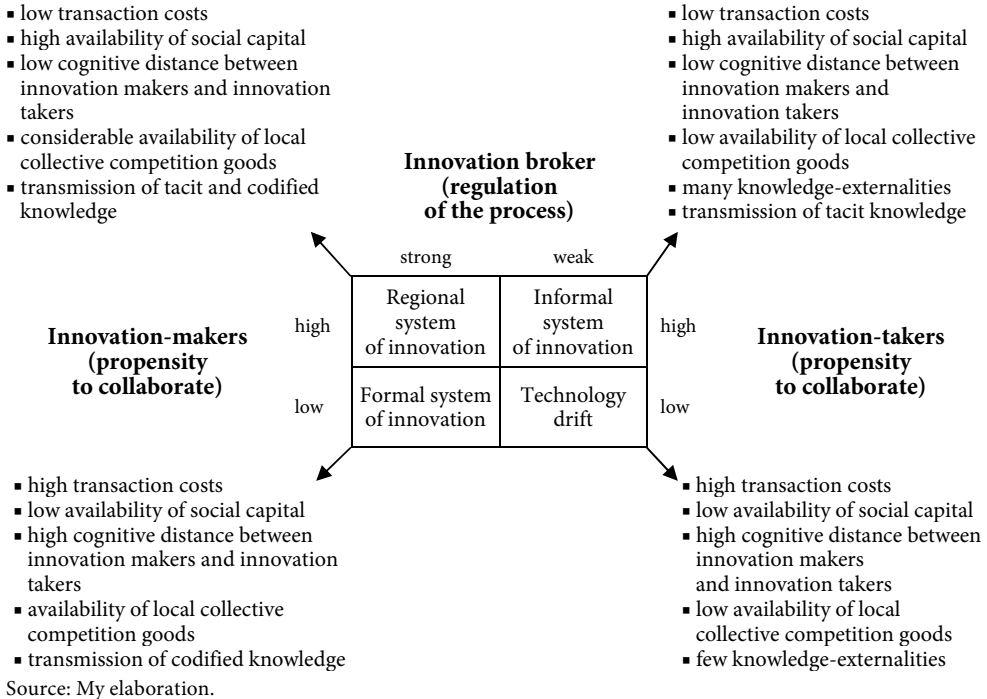 ▪ low transaction costs
▪ high availability of social capital
▪ low cognitive distance between
innovation makers and innovation
takers
▪ considerable availability of local
collective competition goods
▪ transmission of tacit and codified
knowledge
▪ low transaction costs
▪ high availability of social capital
▪ low cognitive distance between
innovation makers and
innovation takers
▪ low availability of local collective
competition goods
▪ many knowledge-externalities
▪ transmission of tacit knowledge
Innovation broker
(regulation
of the process)
strong
weak
Innovation-makers
(propensity
to collaborate)
high
low
Regional
system
of innovation
Informal
system
of innovation
Formal system
of innovation
Technology
drift
high
low
Innovation-takers
(propensity
to collaborate)
▪ high transaction costs
▪ low availability of social capital
▪ high cognitive distance between
innovation makers and innovation
takers
▪ availability of local collective
competition goods
▪ transmission of codified knowledge
▪ high transaction costs
▪ low availability of social capital
▪ high cognitive distance between
innovation makers
and innovation takers
▪ low availability of local
collective competition goods
▪ few knowledge-externalities
Source: My elaboration.